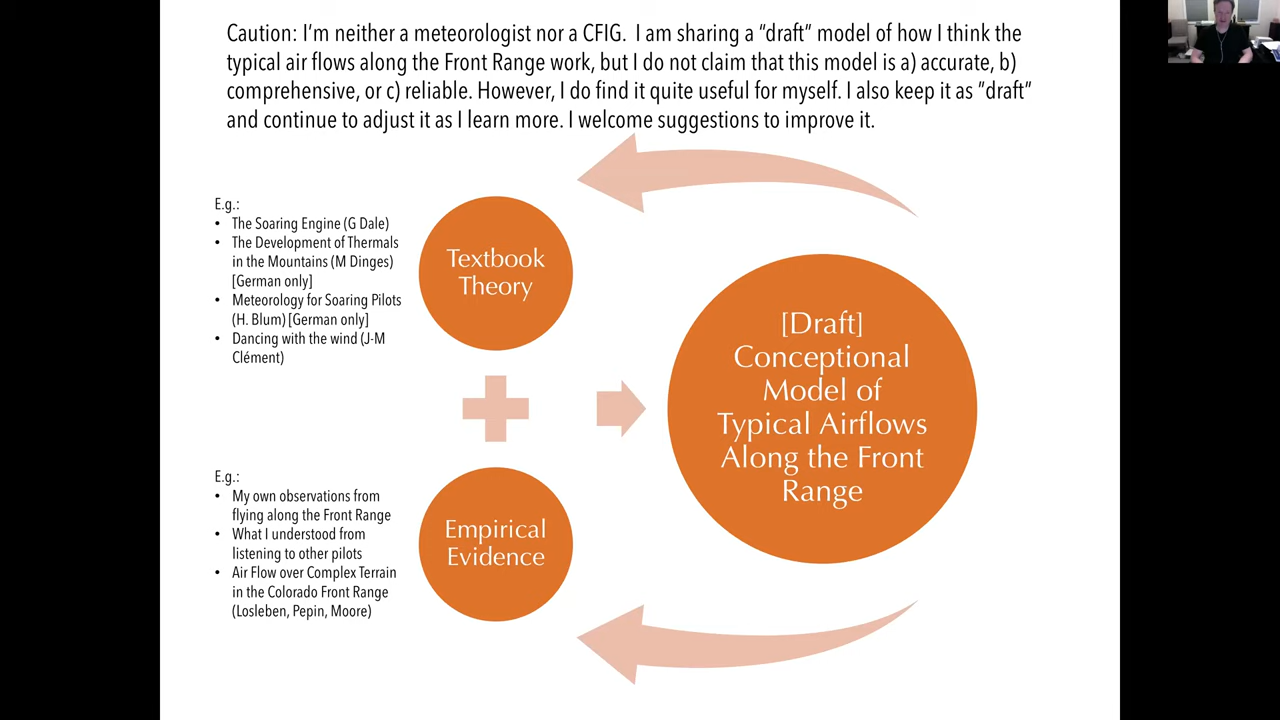 Caution: I'm neither a meteorologist nor a CFIG. I am sharing a "draft" model of how I think the
typical air flows along the Front Range work, but I do not claim that this model is a) accurate, b)
comprehensive, or c) reliable. However, I do find it quite useful for myself. I also keep it as "draft"
and continue to adjust it as I learn more. I welcome suggestions to improve it.
E.g.:
• The Soaring Engine (G Dale)
• The Development of Thermals
in the Mountains (M Dinges)
[German only]
• Meteorology for Soaring Pilots
(H. Blum) [German only]
• Dancing with the wind (J-M
Clément)
Textbook
Theory
E.g.:
• My own observations from
flying along the Front Range
• What I understood from
listening to other pilots
• Air Flow over Complex Terrain
in the Colorado Front Range
(Losleben, Pepin, Moore)
Empirical
Evidence
[Draft]
Conceptional
Model of
Typical Airflows
Along the Front
Range